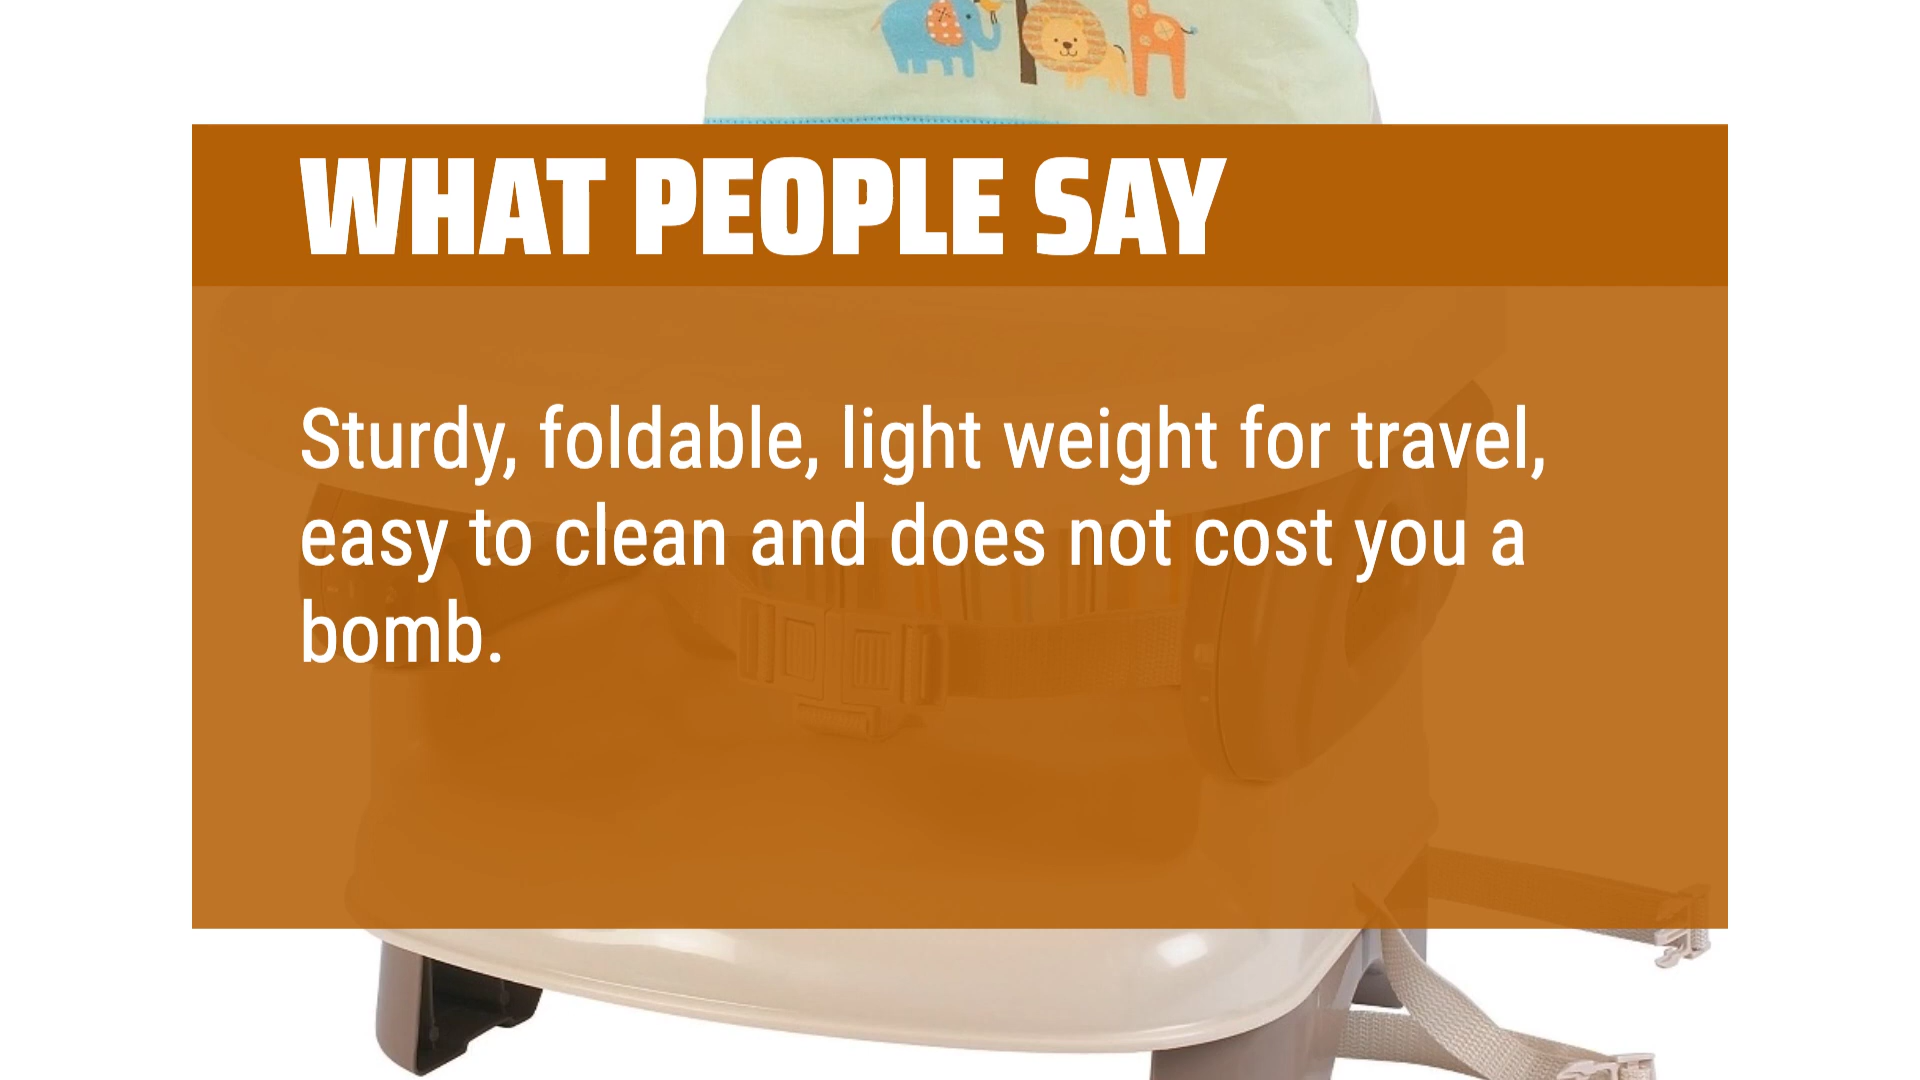 WHAT PEOPLE SAY
Sturdy, foldable, light weight for travel,
easy to clean and does not cost you a
bomb.